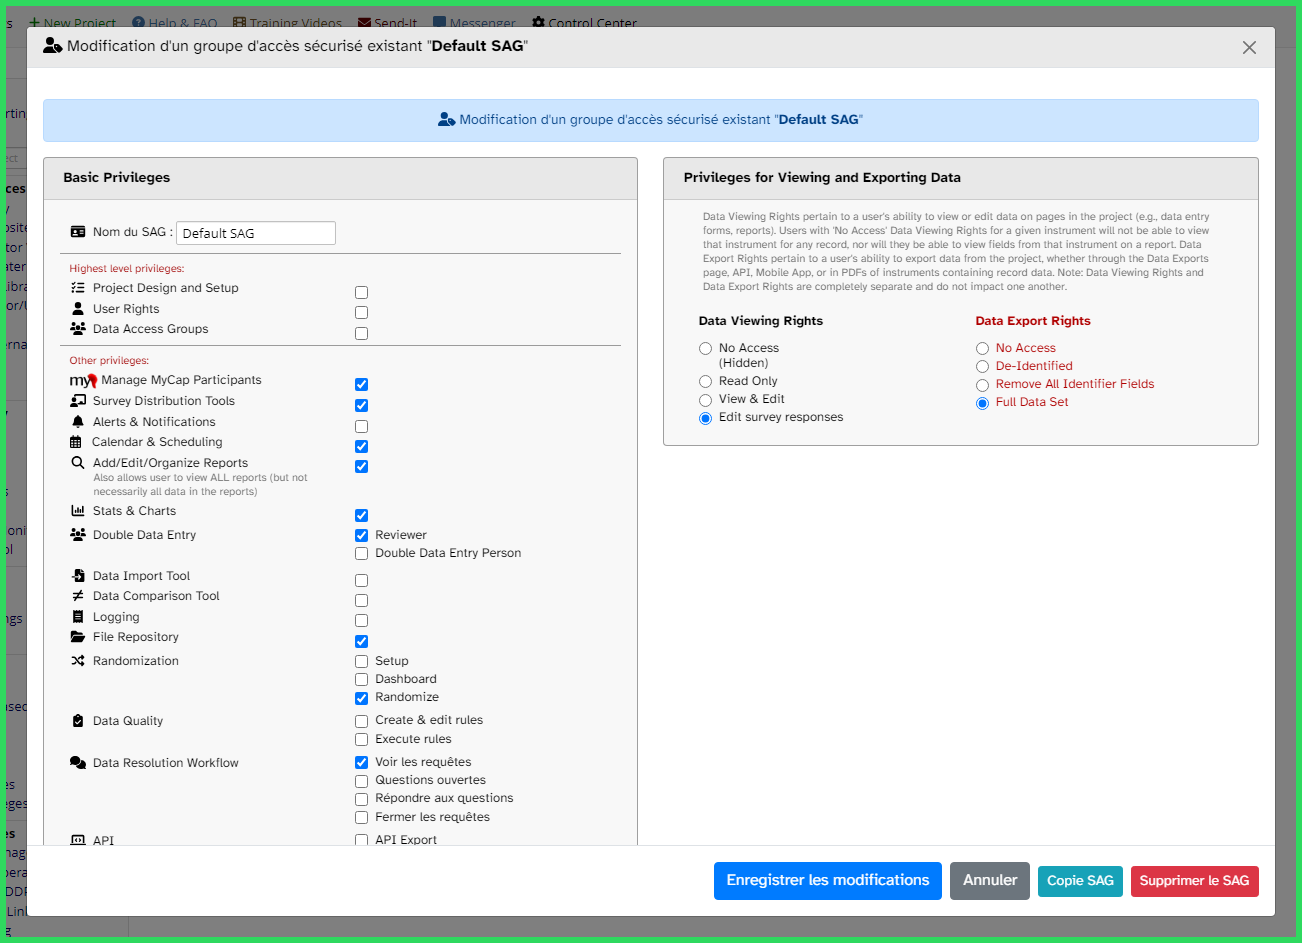 New Project Help & FAQ Training Videos Send-It Messenger Control Center
Modification d'un groupe d'accès sécurisé existant "Default SAG"
Modification d'un groupe d'accès sécurisé existant "Default SAG"
Basic Privileges
Nom du SAG : Default SAG
Highest level privileges:
Project Design and Setup
User Rights
Data Access Groups
Other privileges:
my Manage MyCap Participants
Survey Distribution Tools
Alerts & Notifications
Calendar & Scheduling
Add/Edit/Organize Reports
Also allows user to view ALL reports (but not
necessarily all data in the reports)
Stats & Charts
Double Data Entry Reviewer
Double Data Entry Person
Data Import Tool
Data Comparison Tool
Logging
File Repository
Randomization Setup
Dashboard
Randomize
Data Quality Create & edit rules
Execute rules
Data Resolution Workflow Voir les requêtes
Questions ouvertes
Répondre aux questions
Fermer les requêtes
API API Export
Privileges for Viewing and Exporting Data
Data Viewing Rights pertain to a user's ability to view or edit data on pages in the project (e.g., data entry
forms, reports). Users with 'No Access' Data Viewing Rights for a given instrument will not be able to view
that instrument for any record, nor will they be able to view fields from that instrument on a report. Data
Export Rights pertain to a user's ability to export data from the project, whether through the Data Exports
page, API, Mobile App, or in PDFs of instruments containing record data. Note: Data Viewing Rights and
Data Export Rights are completely separate and do not impact one another.
Data Viewing Rights
No Access
(Hidden)
Read Only
View & Edit
Edit survey responses
Data Export Rights
No Access
De-Identified
Remove All Identifier Fields
Full Data Set
Enregistrer les modifications Annuler Copie SAG Supprimer le SAG